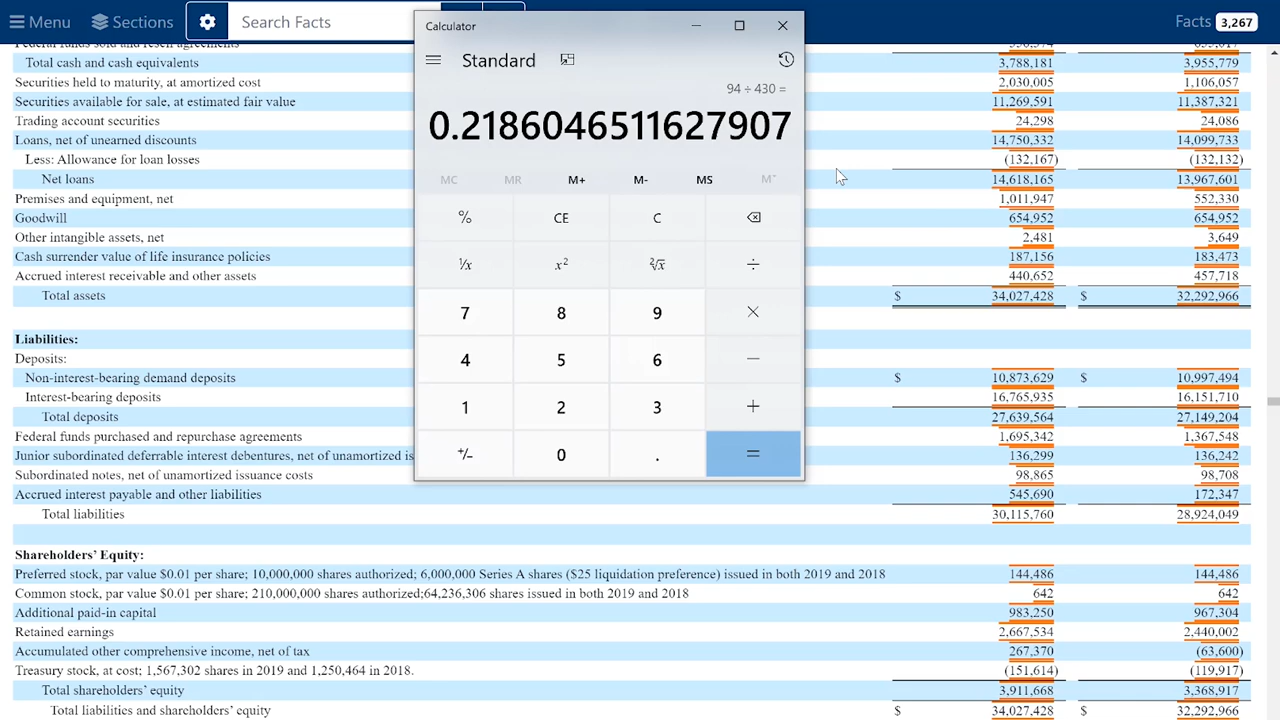 Menu Sections Search Facts Facts 3,267
Total cash and cash equivalents 3,788,181 3,955,779
Securities held to maturity, at amortized cost 2,030,005 1,106,057
Securities available for sale, at estimated fair value 11,269,591 11,387,321
Trading account securities 24,298 24,086
Loans, net of unearned discounts 14,750,332 14,099,733
Less: Allowance for loan losses (132,167) (132,132)
Net loans 14,618,165 13,967,601
Premises and equipment, net 1,011,947 552,330
Goodwill 654,952 654,952
Other intangible assets, net 2,481 3,649
Cash surrender value of life insurance policies 187,156 183,473
Accrued interest receivable and other assets 440,652 457,718
Total assets $ 34,027,428 $ 32,292,966
Liabilities:
Deposits:
Non-interest-bearing demand deposits $ 10,873,629 $ 10,997,494
Interest-bearing deposits 16,765,935 16,151,710
Total deposits 27,639,564 27,149,204
Federal funds purchased and repurchase agreements 1,695,342 1,367,548
Junior subordinated deferrable interest debentures, net of unamortized is 136,299 136,242
Subordinated notes, net of unamortized issuance costs 98,865 98,708
Accrued interest payable and other liabilities 545,690 172,347
Total liabilities 30,115,760 28,924,049
Shareholders' Equity:
Preferred stock, par value $0.01 per share; 10,000,000 shares authorized; 6,000,000 Series A shares ($25 liquidation preference) issued in both 2019 and 2018 144,486 144,486
Common stock, par value $0.01 per share; 210,000,000 shares authorized;64,236,306 shares issued in both 2019 and 2018 642 642
Additional paid-in capital 983,250 967,304
Retained earnings 2,667,534 2,440,002
Accumulated other comprehensive income, net of tax 267,370 (63,600)
Treasury stock, at cost; 1,567,302 shares in 2019 and 1,250,464 in 2018. (151,614) (119,917)
Total shareholders' equity 3,911,668 3,368,917
Total liabilities and shareholders' equity $ 34,027,428 $ 32,292,966
Calculator
Standard
94 ÷ 430 =
0.2186046511627907
MC MR M+ M- MS M˅
% CE C
¹/x x² ²√x ÷
7 8 9 ×
4 5 6 −
1 2 3 +
+/- 0 . =